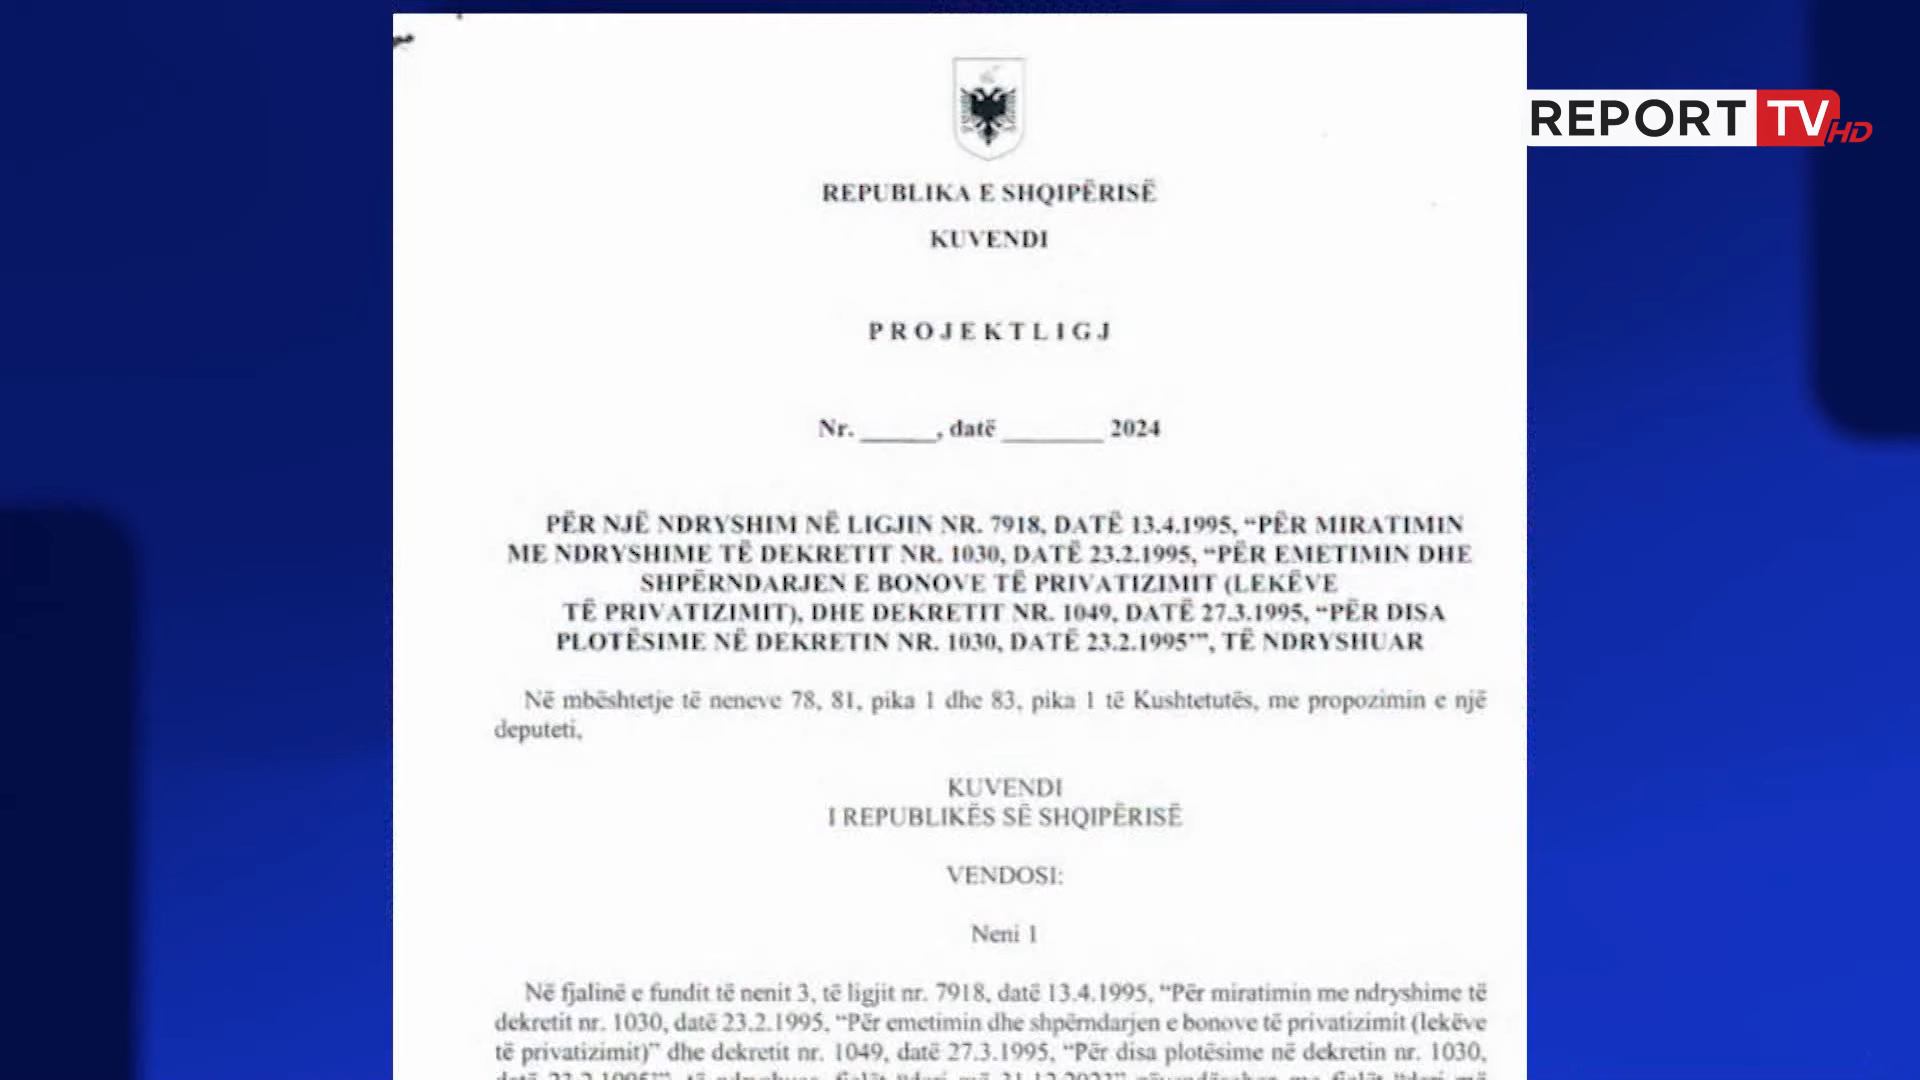 REPORT TV HD
REPUBLIKA E SHQIPËRISË
KUVENDI
PROJEKTLIGJ
Nr. ______, datë ________ 2024
PËR NJË NDRYSHIM NË LIGJIN NR. 7918, DATË 13.4.1995, “PËR MIRATIMIN
ME NDRYSHIME TË DEKRETIT NR. 1030, DATË 23.2.1995, “PËR EMETIMIN DHE
SHPËRNDARJEN E BONOVE TË PRIVATIZIMIT (LEKËVE
TË PRIVATIZIMIT), DHE DEKRETIT NR. 1049, DATË 27.3.1995, “PËR DISA
PLOTËSIME NË DEKRETIN NR. 1030, DATË 23.2.1995””, TË NDRYSHUAR
Në mbështetje të neneve 78, 81, pika 1 dhe 83, pika 1 të Kushtetutës, me propozimin e një
deputeti,
KUVENDI
I REPUBLIKËS SË SHQIPËRISË
VENDOSI:
Neni 1
Në fjalinë e fundit të nenit 3, të ligjit nr. 7918, datë 13.4.1995, “Për miratimin me ndryshime të
dekretit nr. 1030, datë 23.2.1995, “Për emetimin dhe shpërndarjen e bonove të privatizimit (lekëve
të privatizimit)” dhe dekretit nr. 1049, datë 27.3.1995, “Për disa plotësime në dekretin nr. 1030,